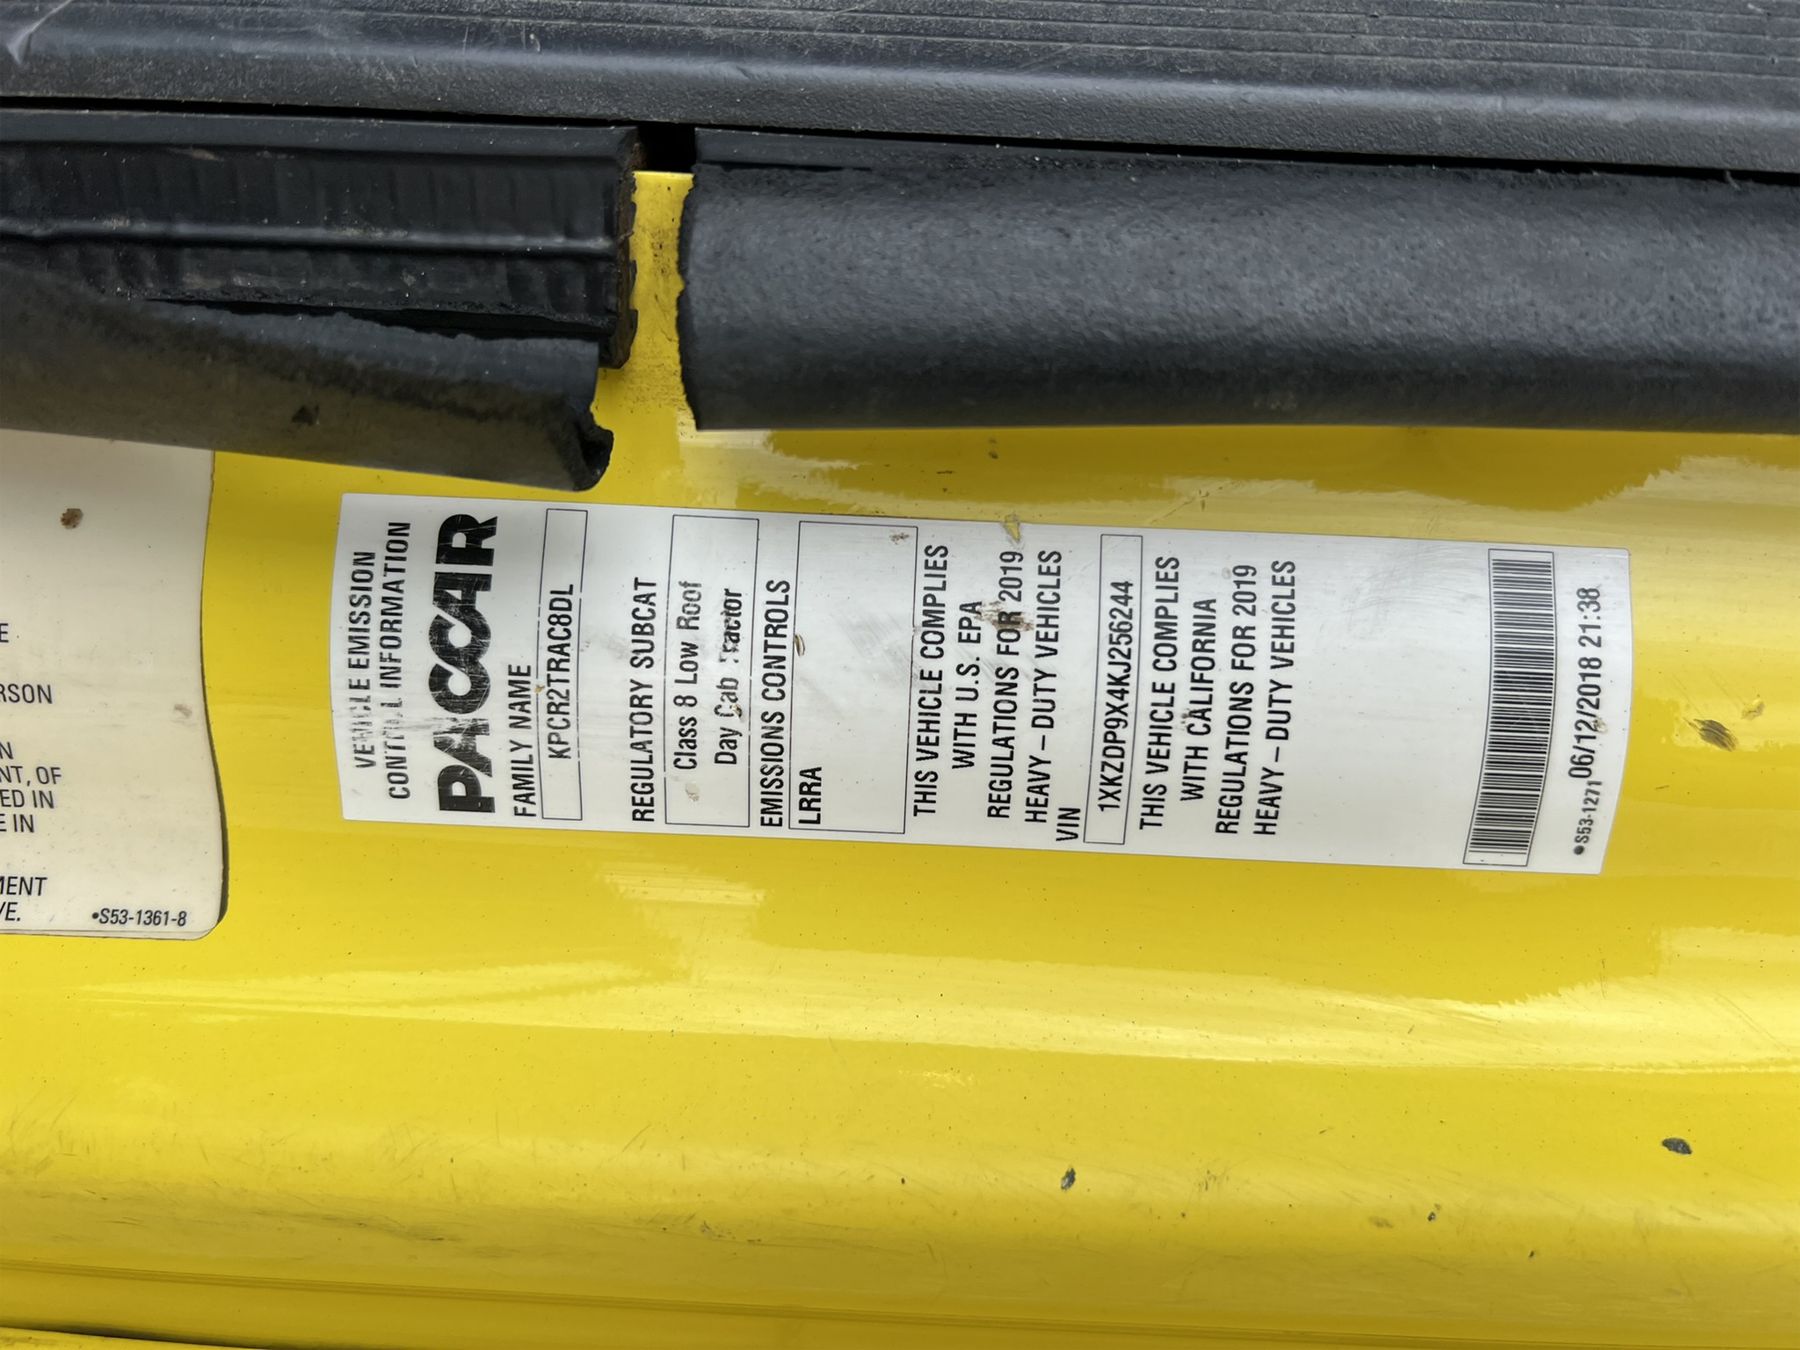 E
RSON
N
NT, OF
ED IN
E IN
MENT
VE.
•S53-1361-8
VEHICLE EMISSION
CONTROL INFORMATION
PACCAR
FAMILY NAME
KPCR2TRAC8DL
REGULATORY SUBCAT
Class 8 Low Roof
Day Cab Tractor
EMISSIONS CONTROLS
LRRA
THIS VEHICLE COMPLIES
WITH U.S. EPA
REGULATIONS FOR 2019
HEAVY-DUTY VEHICLES
VIN
1XKZDP9X4KJ256244
THIS VEHICLE COMPLIES
WITH CALIFORNIA
REGULATIONS FOR 2019
HEAVY-DUTY VEHICLES
•S53-1271 06/12/2018 21:38